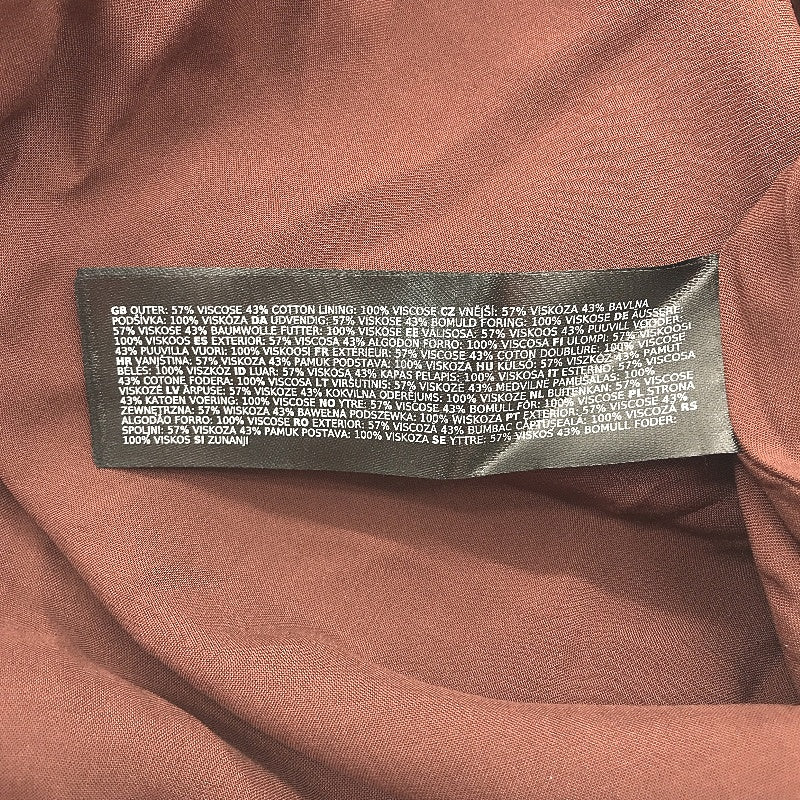 GB OUTER: 57% VISCOSE 43% COTTON LINING: 100% VISCOSE CZ VNĚJŠÍ: 57% VISKÓZA 43% BAVLNA
PODŠÍVKA: 100% VISKÓZA DA UDVENDIG: 57% VISKOSE 43% BOMULD FORING: 100% VISKOSE DE AUSSEN:
57% VISKOSE 43% BAUMWOLLE FUTTER: 100% VISKOSE EE VÄLISOSA: 57% VISKOOS 43% PUUVILL VOODER:
100% VISKOOS ES EXTERIOR: 57% VISCOSA 43% ALGODÓN FORRO: 100% VISCOSA FI ULOMPI: 57% VISKOOSI
43% PUUVILLA VUORI: 100% VISKOOSI FR EXTÉRIEUR: 57% VISCOSE 43% COTON DOUBLURE: 100% VISCOSE
HR VANJŠTINA: 57% VISKOZA 43% PAMUK PODSTAVA: 100% VISKOZA HU KÜLSŐ: 57% VISZKÓZ 43% PAMUT
BÉLÉS: 100% VISZKÓZ ID LUAR: 57% VISKOSA 43% KAPAS PELAPIS: 100% VISKOSA IT ESTERNO: 57% VISCOSA
43% COTONE FODERA: 100% VISCOSA LT VIRŠUTINIS: 57% VISKOZĖ 43% MEDVILNĖ PAMUŠALAS: 100%
VISKOZĖ LV ĀRPUSE: 57% VISKOZE 43% KOKVILNA ODERĒJUMS: 100% VISKOZE NL BUITENKAN: 57% VISCOSE
43% KATOEN VOERING: 100% VISCOSE NO YTRE: 57% VISCOSE 43% BOMULL FÔR: 100% VISCOSE PL STRONA
ZEWNĘTRZNA: 57% WISKOZA 43% BAWEŁNA PODSZEWKA: 100% WISKOZA PT EXTERIOR: 57% VISCOSE 43%
ALGODÃO FORRO: 100% VISCOSE RO EXTERIOR: 57% VISCOZĂ 43% BUMBAC CĂPTUȘEALĂ: 100% VISCOZĂ RS
SPOLJNI: 57% VISKOZA 43% PAMUK POSTAVA: 100% VISKOZA SE YTTRE: 57% VISKOS 43% BOMULL FODER:
100% VISKOS SI ZUNANJI